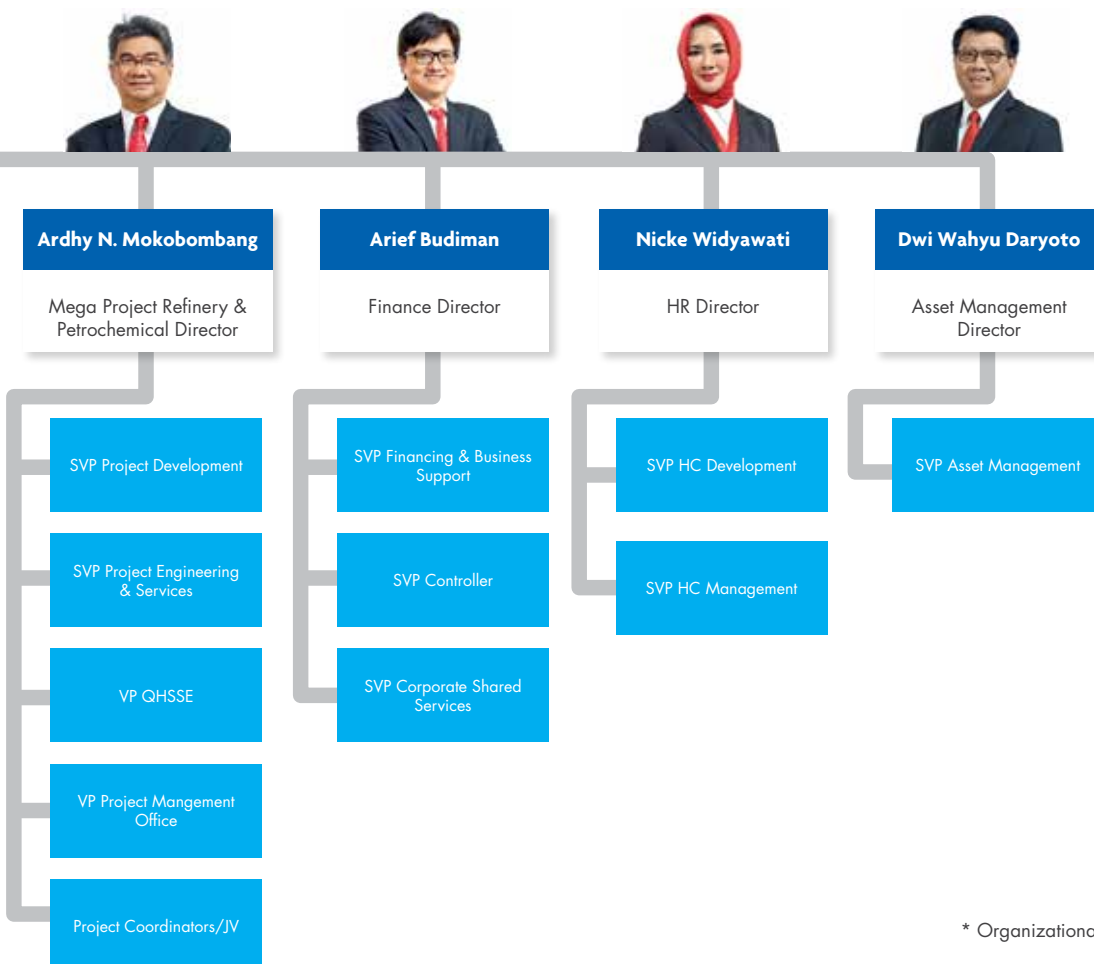 Ardhy N. Mokobombang
Mega Project Refinery &
Petrochemical Director
SVP Project Development
SVP Project Engineering
& Services
VP QHSSE
VP Project Mangement
Office
Project Coordinators/JV
Arief Budiman
Finance Director
SVP Financing & Business
Support
SVP Controller
SVP Corporate Shared
Services
Nicke Widyawati
HR Director
SVP HC Development
SVP HC Management
Dwi Wahyu Daryoto
Asset Management
Director
SVP Asset Management
* Organizationa